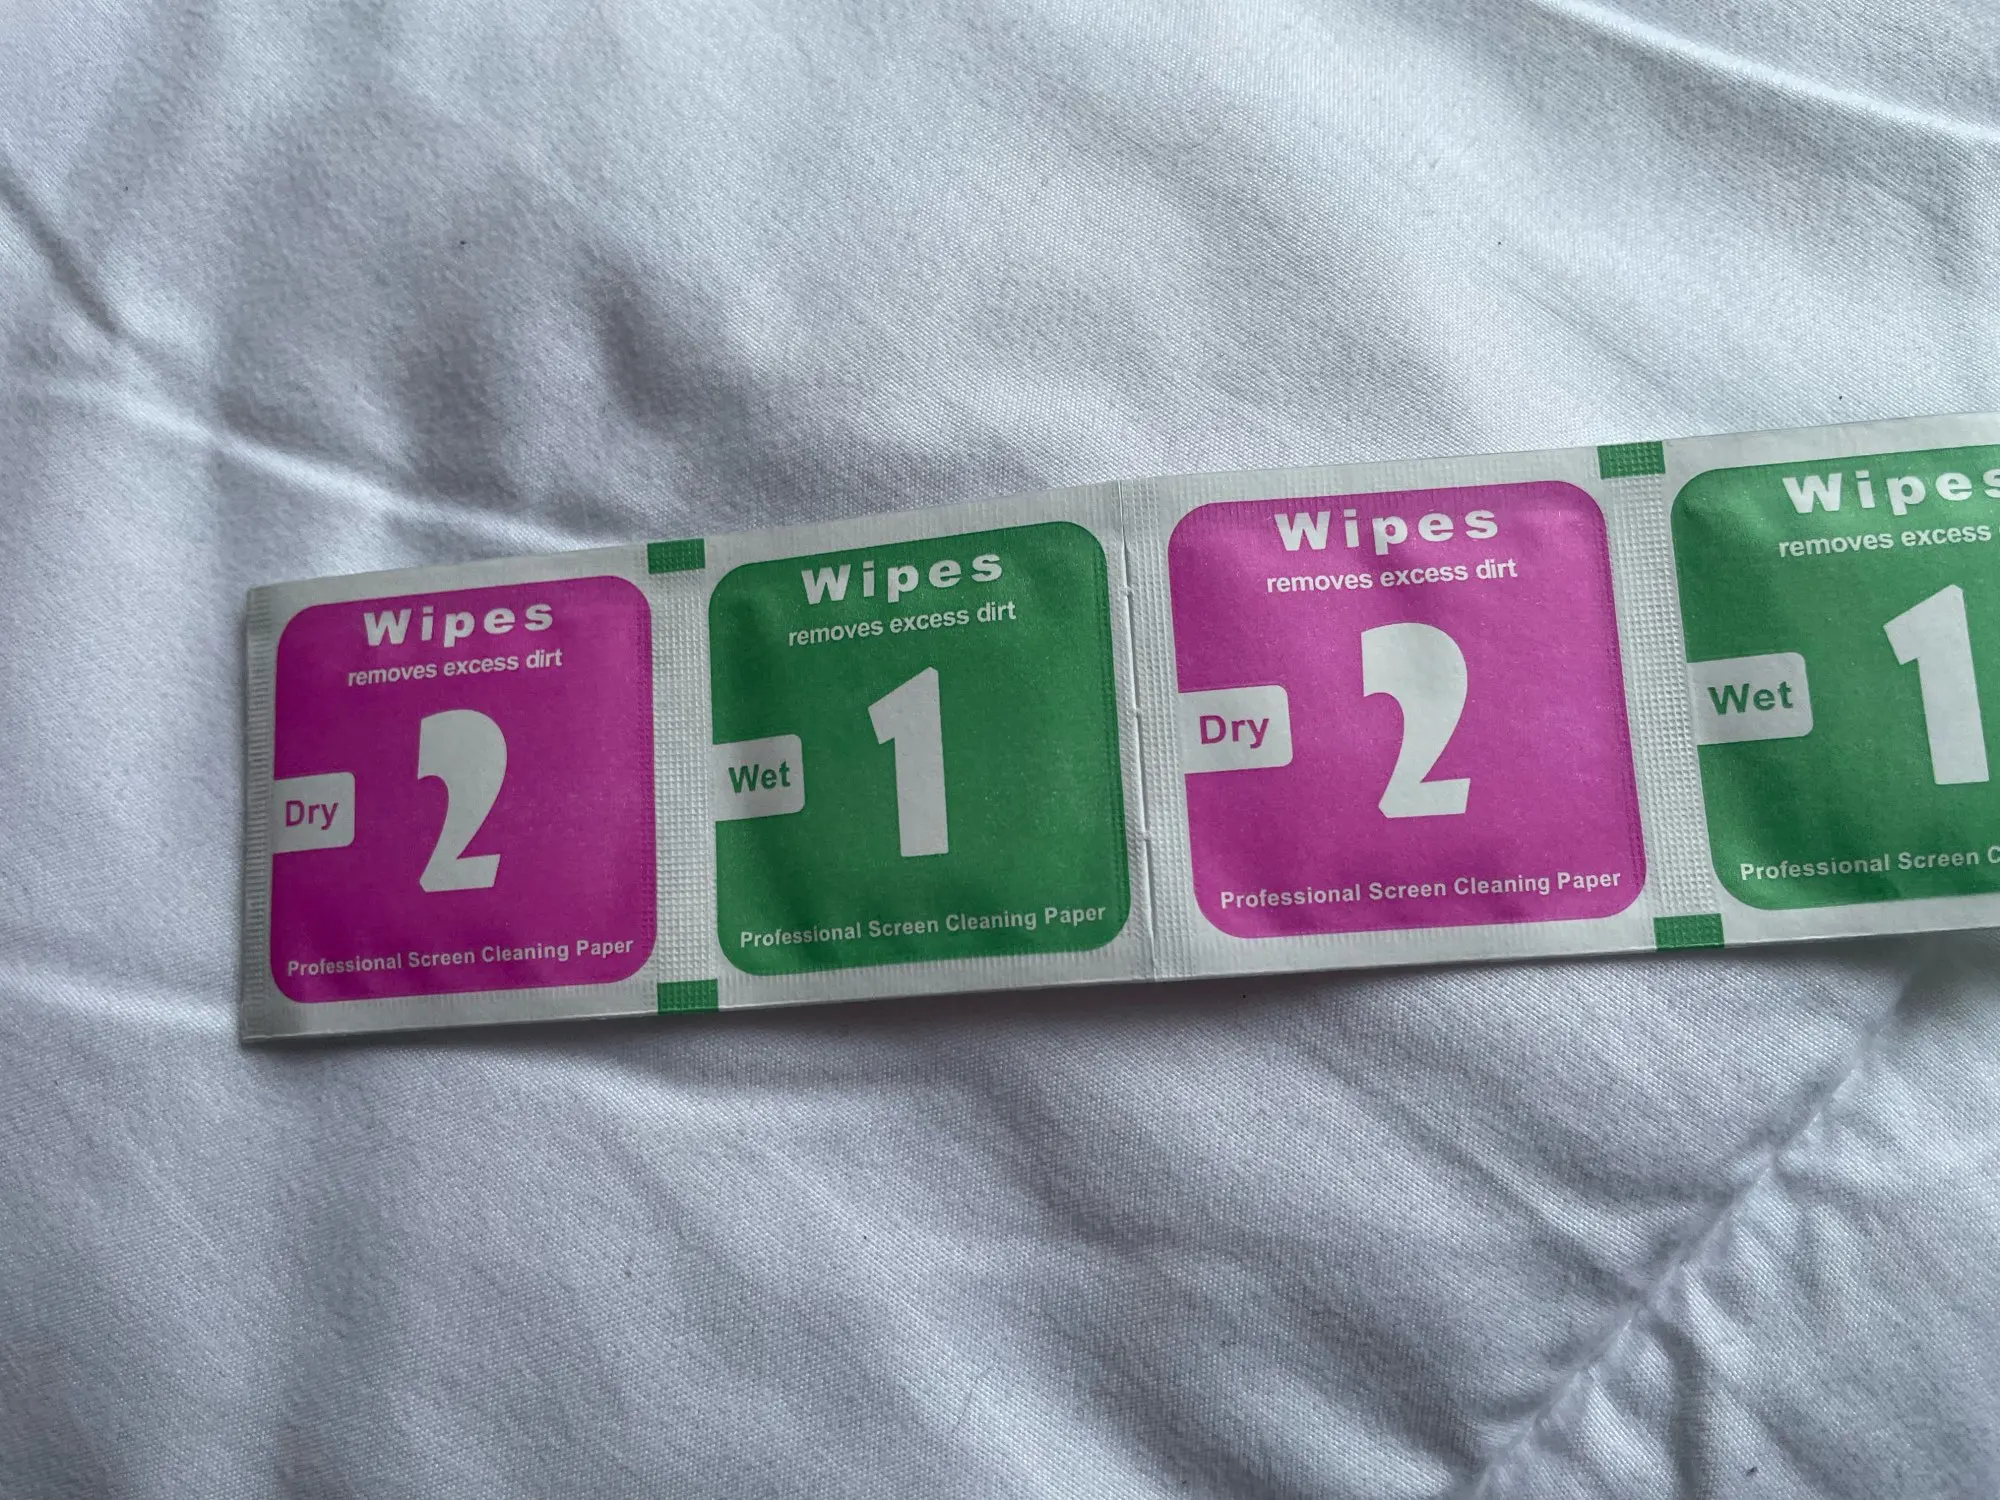 Wipes
removes excess dirt
2
Dry
Professional Screen Cleaning Paper
Wipes
removes excess dirt
1
Wet
Professional Screen Cleaning Paper
Wipes
removes excess dirt
2
Dry
Professional Screen Cleaning Paper
Wipes
removes excess
1
Wet
Professional Screen